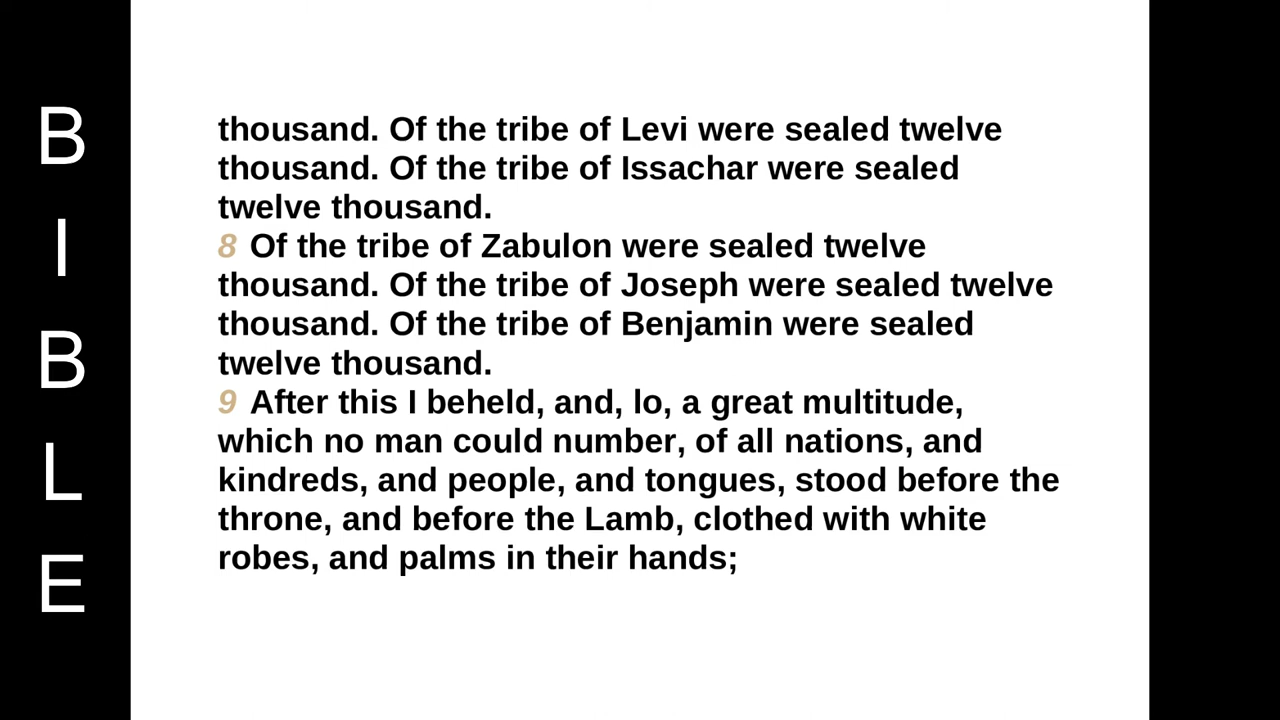 B
I
B
L
E
thousand. Of the tribe of Levi were sealed twelve
thousand. Of the tribe of Issachar were sealed
twelve thousand.
8 Of the tribe of Zabulon were sealed twelve
thousand. Of the tribe of Joseph were sealed twelve
thousand. Of the tribe of Benjamin were sealed
twelve thousand.
9 After this I beheld, and, lo, a great multitude,
which no man could number, of all nations, and
kindreds, and people, and tongues, stood before the
throne, and before the Lamb, clothed with white
robes, and palms in their hands;